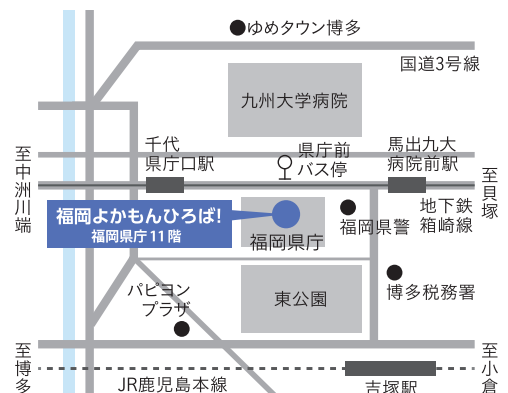 ゆめタウン博多
国道3号線
九州大学病院
千代
県庁口駅
県庁前
バス停
馬出九大
病院前駅
至中洲川端
至貝塚
福岡よかもんひろば!
福岡県庁11階
地下鉄
箱崎線
福岡県警
福岡県庁
パピヨン
プラザ
東公園
博多税務署
至博多
至小倉
JR鹿児島本線
吉塚駅